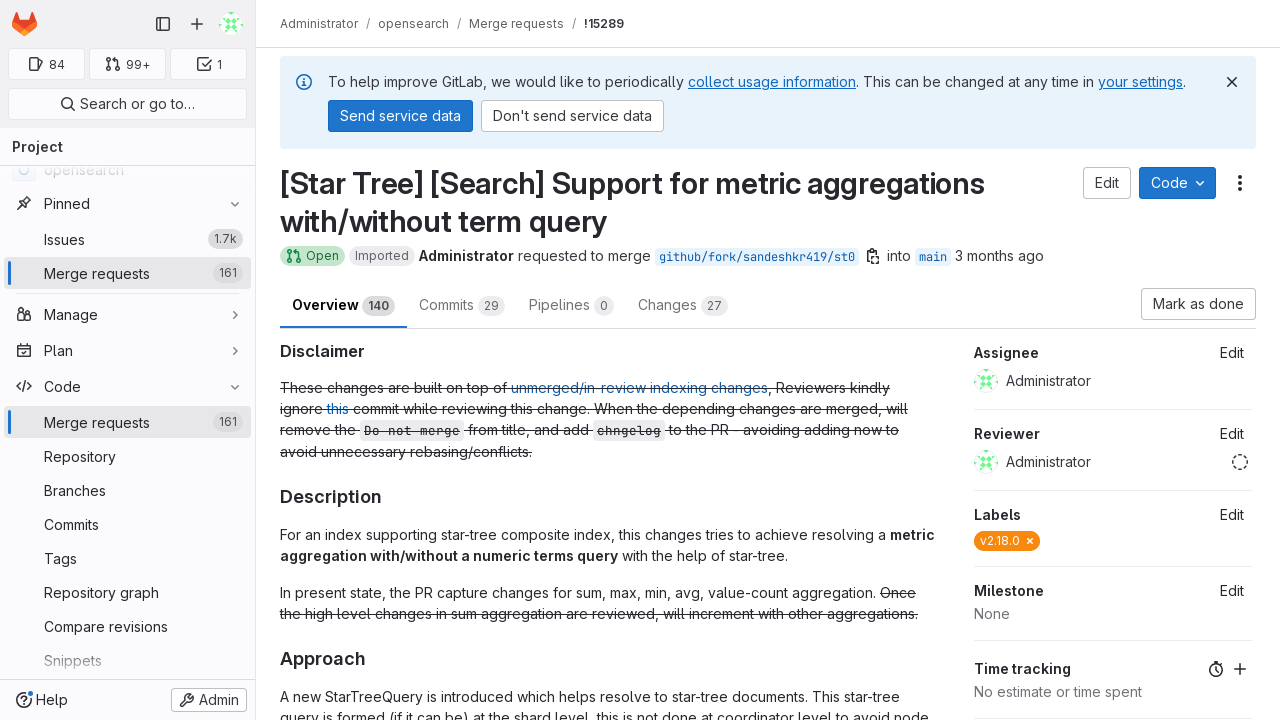 Administrator / opensearch / Merge requests / !15289
84 99+ 1
Search or go to…
Project
opensearch
Pinned
Issues 1.7k
Merge requests 161
Manage
Plan
Code
Merge requests 161
Repository
Branches
Commits
Tags
Repository graph
Compare revisions
Snippets
Help
Admin
To help improve GitLab, we would like to periodically collect usage information. This can be changed at any time in your settings.
Send service data Don't send service data
[Star Tree] [Search] Support for metric aggregations
with/without term query
Edit Code
Open Imported Administrator requested to merge github/fork/sandeshkr419/st0 into main 3 months ago
Overview 140 Commits 29 Pipelines 0 Changes 27
Mark as done
Disclaimer
These changes are built on top of unmerged/in-review indexing changes, Reviewers kindly
ignore this commit while reviewing this change. When the depending changes are merged, will
remove the Do not merge from title, and add chngelog to the PR - avoiding adding now to
avoid unnecessary rebasing/conflicts.
Description
For an index supporting star-tree composite index, this changes tries to achieve resolving a metric
aggregation with/without a numeric terms query with the help of star-tree.
In present state, the PR capture changes for sum, max, min, avg, value-count aggregation. Once
the high level changes in sum aggregation are reviewed, will increment with other aggregations.
Approach
A new StarTreeQuery is introduced which helps resolve to star-tree documents. This star-tree
query is formed (if it can be) at the shard level, this is not done at coordinator level to avoid node
Assignee Edit
Administrator
Reviewer Edit
Administrator
Labels Edit
v2.18.0 ×
Milestone Edit
None
Time tracking
No estimate or time spent